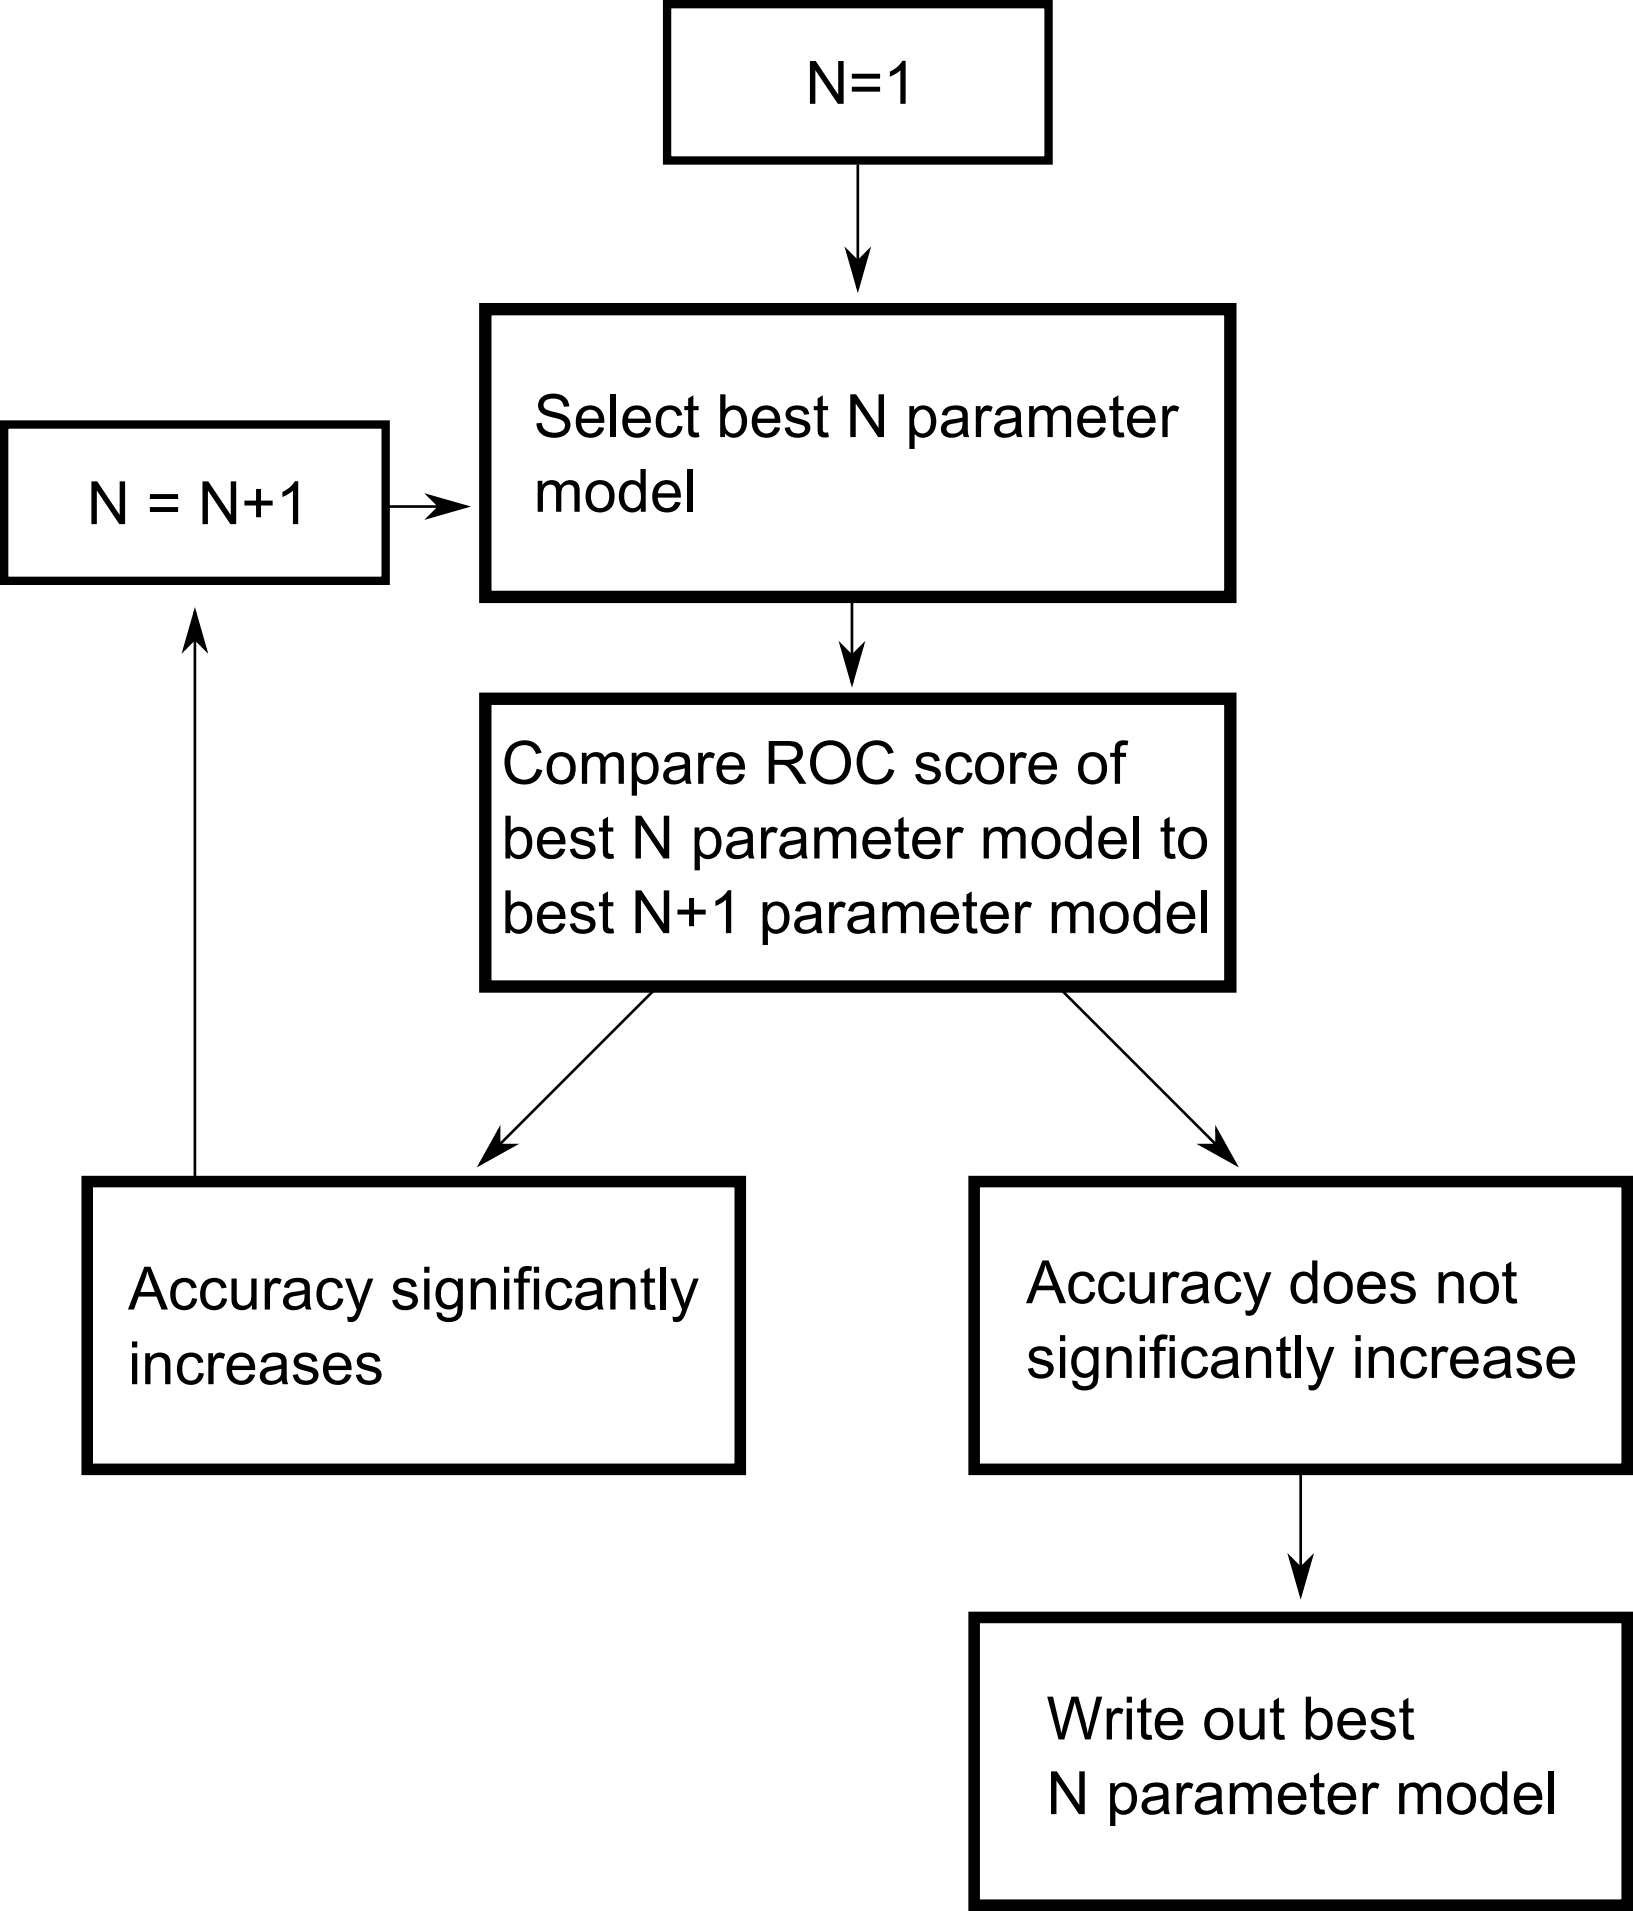 N=1
Select best N parameter
model
N = N+1
Compare ROC score of
best N parameter model to
best N+1 parameter model
Accuracy significantly
increases
Accuracy does not
significantly increase
Write out best
N parameter model